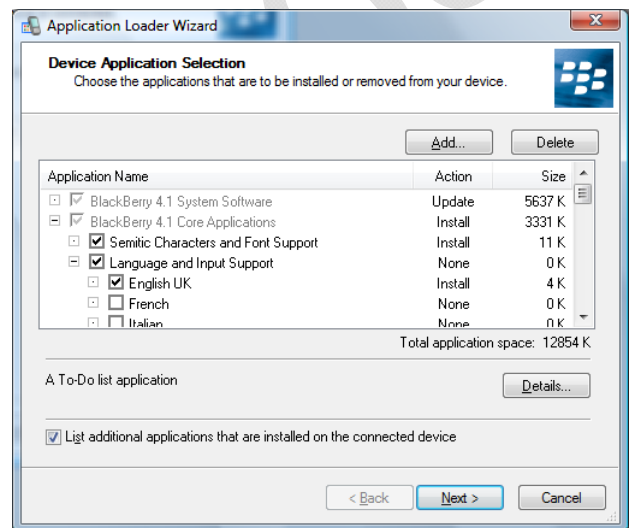 Application Loader Wizard
Device Application Selection
Choose the applications that are to be installed or removed from your device.
Add... Delete
Application Name Action Size
BlackBerry 4.1 System Software Update 5637 K
BlackBerry 4.1 Core Applications Install 3331 K
Semitic Characters and Font Support Install 11 K
Language and Input Support None 0 K
English UK Install 4 K
French None 0 K
Italian None 0 K
Total application space: 12854 K
A To-Do list application Details...
List additional applications that are installed on the connected device
< Back Next > Cancel